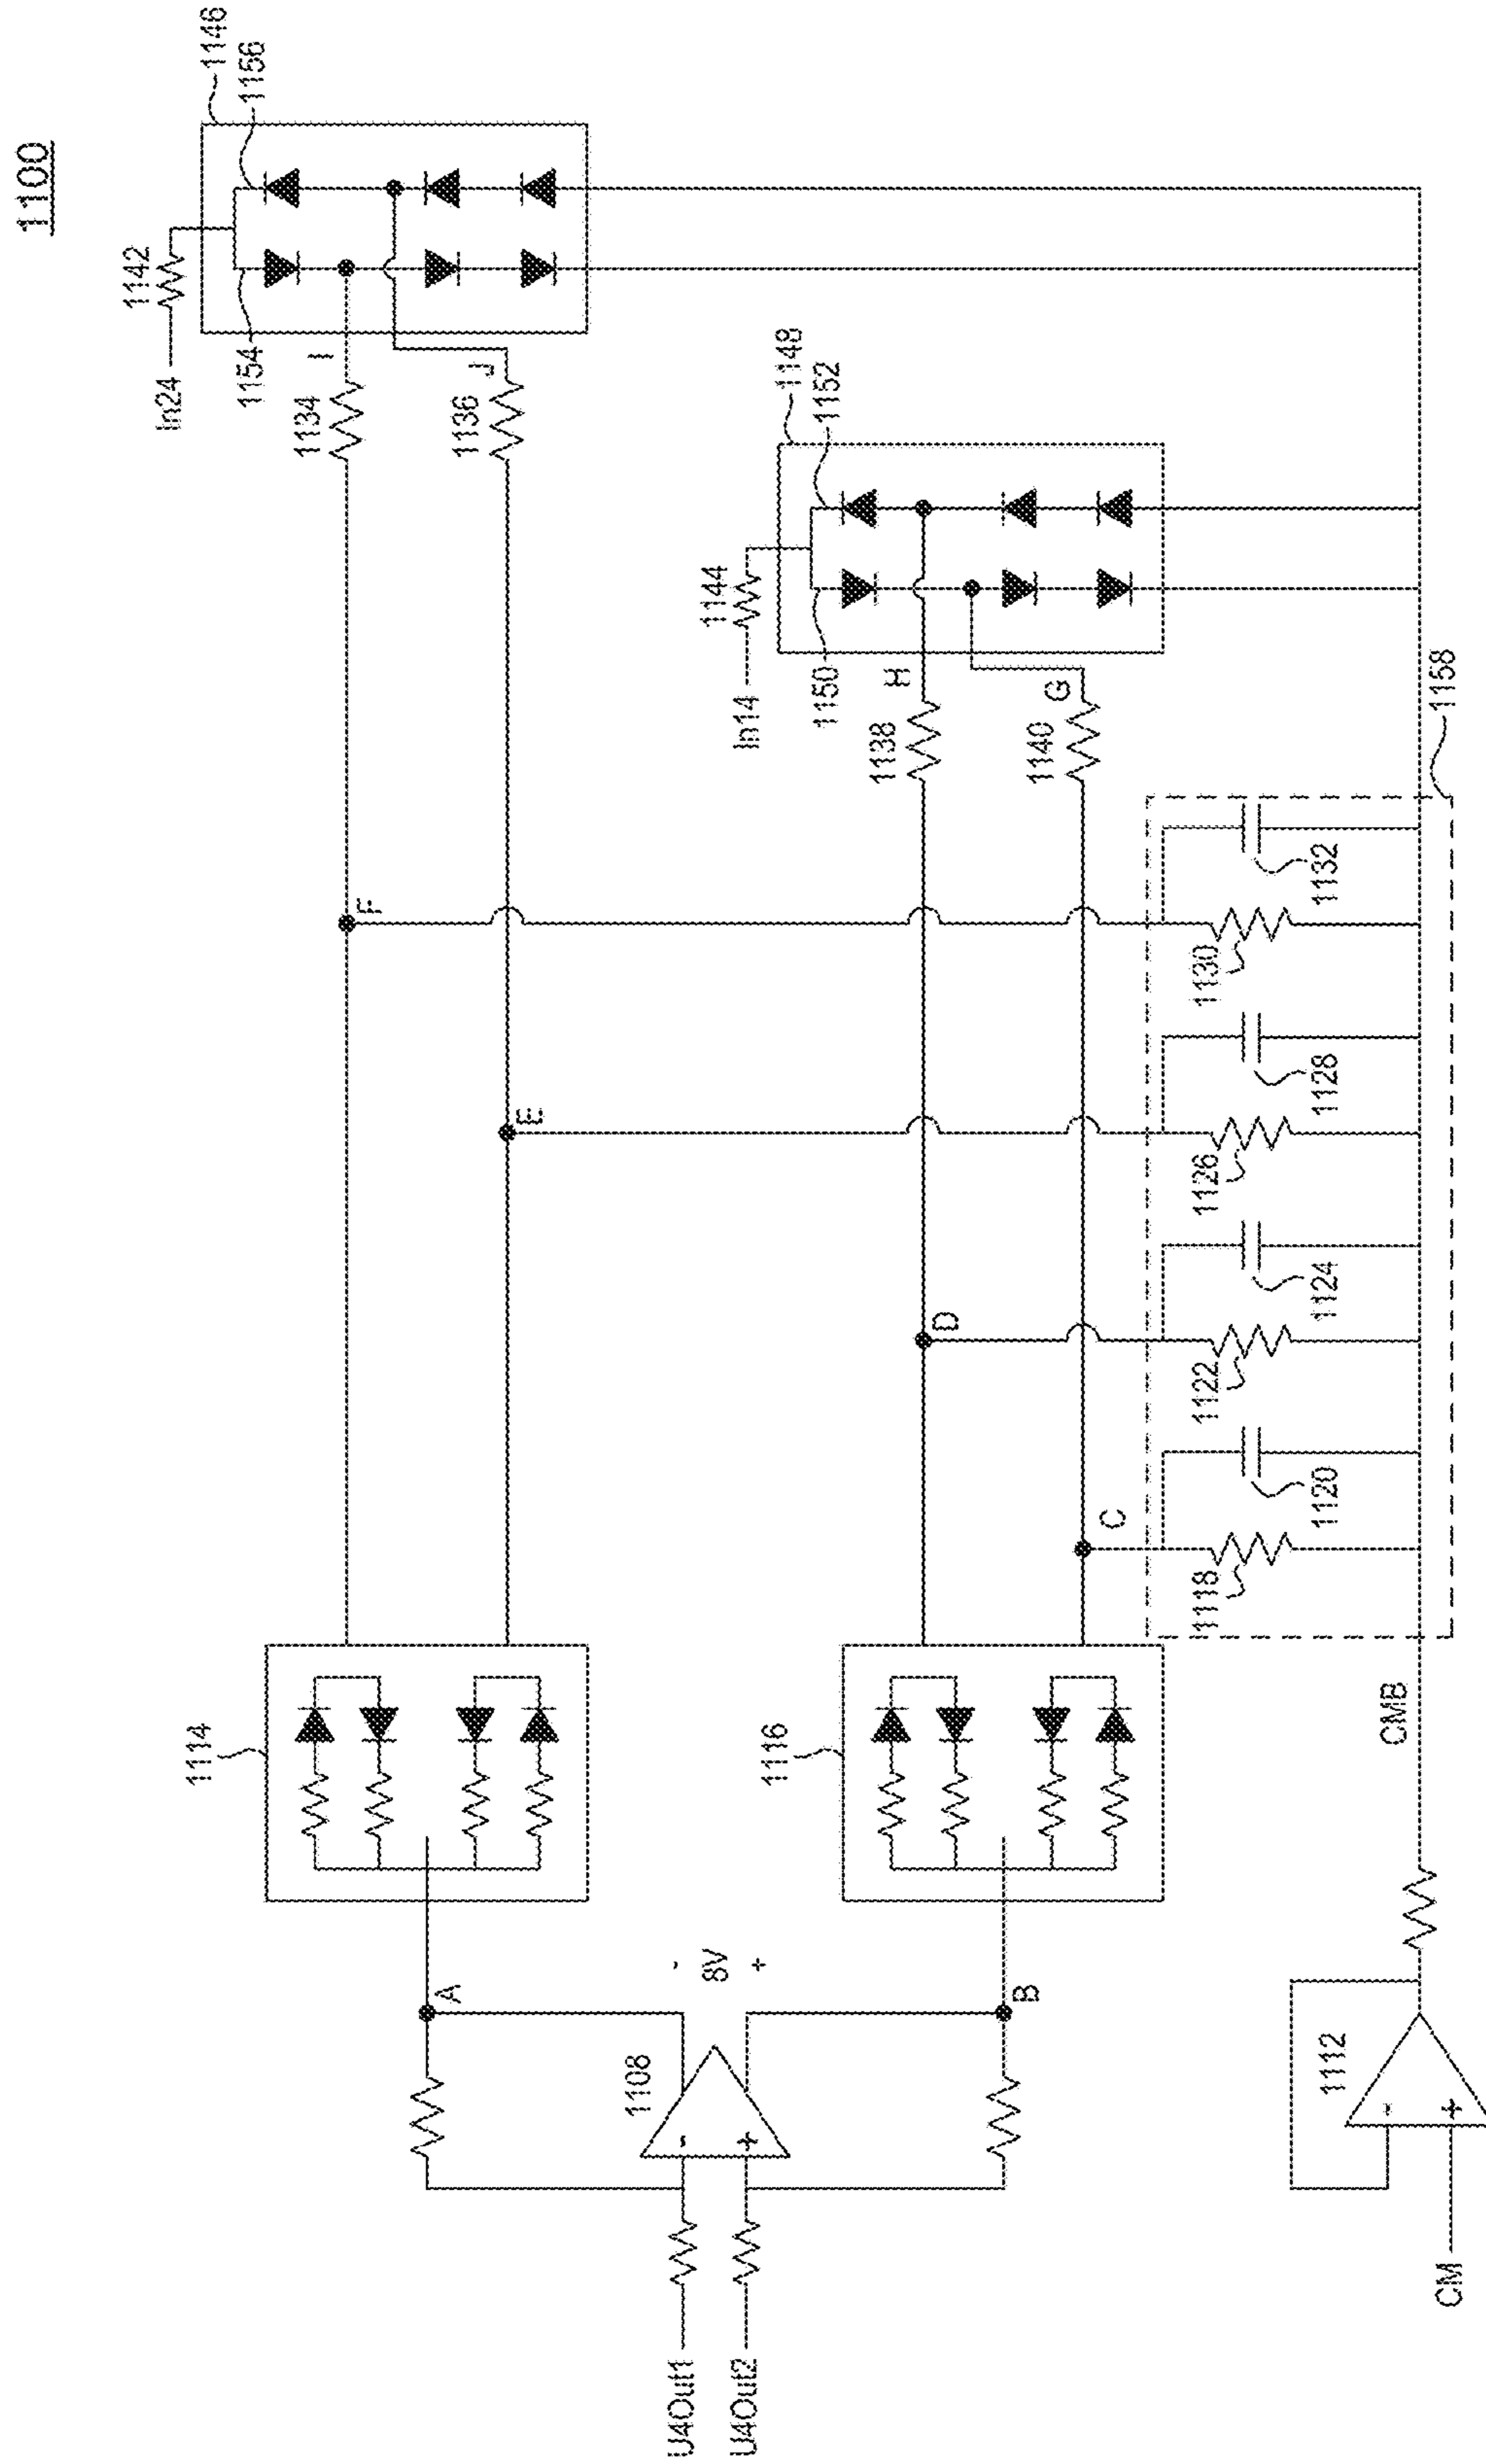 1100
1146
1156
1142
In24
1154
I
1134
J
1136
1148
1152
1144
In14
1150
H
1138
G
1140
1158
F
1132
1130
E
1128
1126
D
1124
1122
C
1120
1118
1114
1116
CMB
A
- 8V +
B
1108
-
+
1112
-
+
U4Out1
U4Out2
CM